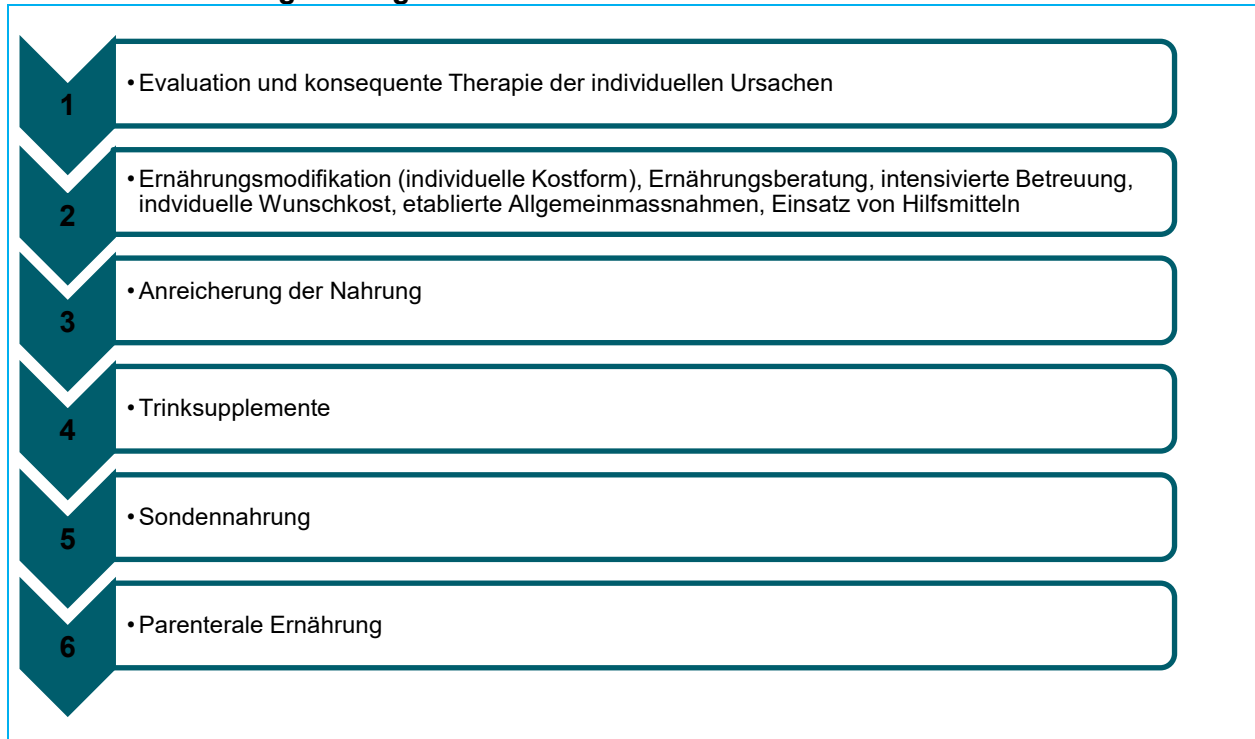 1
• Evaluation und konsequente Therapie der individuellen Ursachen
2
• Ernährungsmodifikation (individuelle Kostform), Ernährungsberatung, intensivierte Betreuung,
indviduelle Wunschkost, etablierte Allgemeinmassnahmen, Einsatz von Hilfsmitteln
3
• Anreicherung der Nahrung
4
• Trinksupplemente
5
• Sondennahrung
6
• Parenterale Ernährung